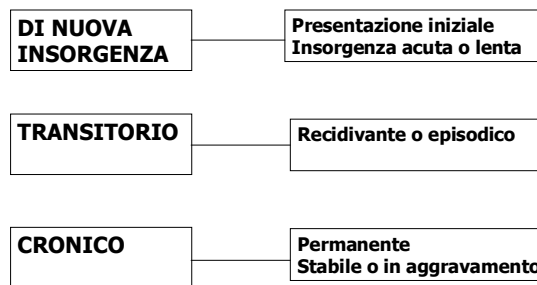 DI NUOVA
INSORGENZA
Presentazione iniziale
Insorgenza acuta o lenta
TRANSITORIO
Recidivante o episodico
CRONICO
Permanente
Stabile o in aggravamento